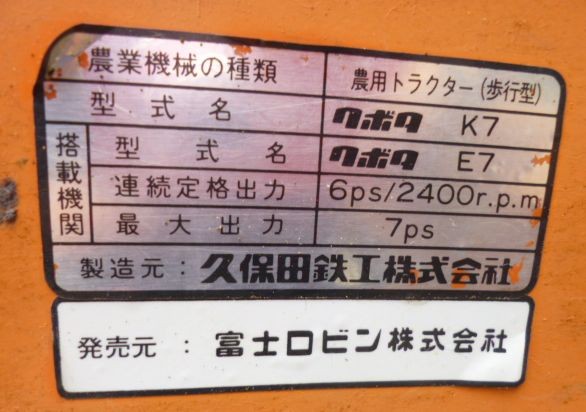 農業機械の種類 農用トラクター(歩行型)
型式名 クボタ K7
搭載機関
型式名 クボタ E7
連続定格出力 6ps/2400r.p.m
最大出力 7ps
製造元:久保田鉄工株式会社
発売元:富士ロビン株式会社